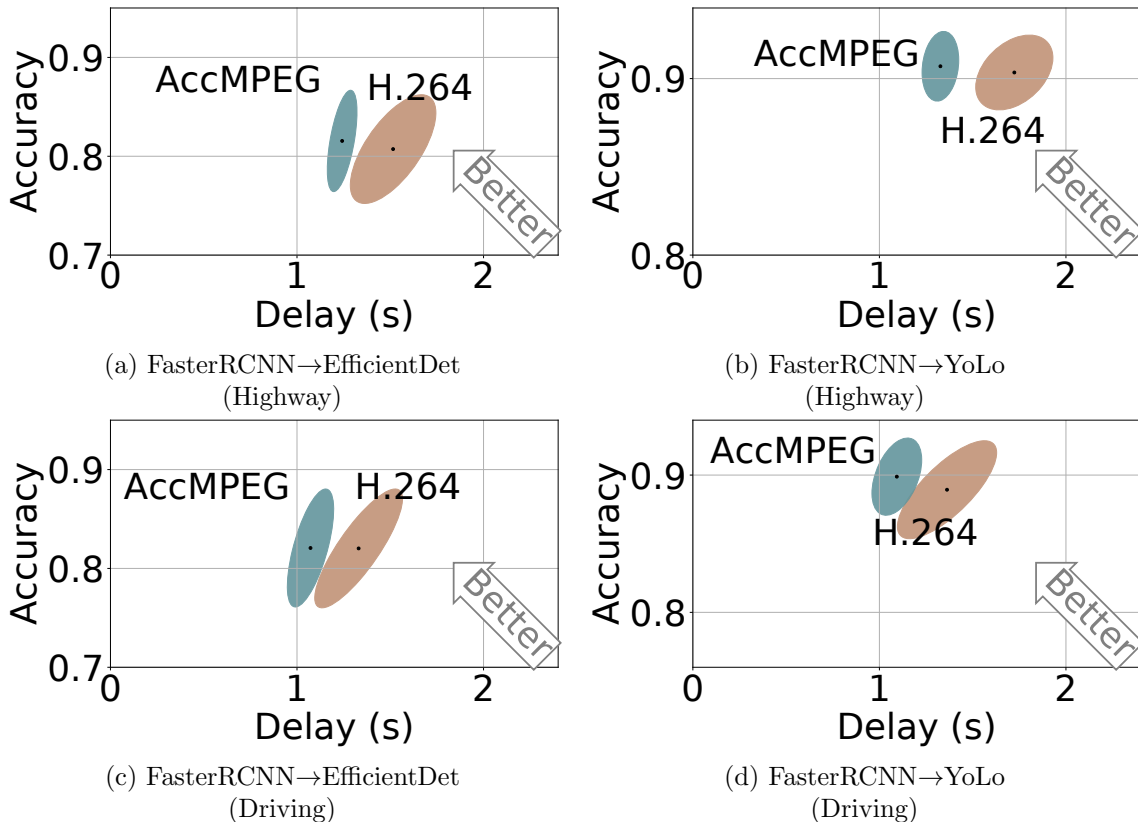 0.9
0.8
0.7
Accuracy
AccMPEG
H.264
Better
0
1
2
Delay (s)
(a) FasterRCNN→EfficientDet
(Highway)
0.9
0.8
Accuracy
AccMPEG
H.264
Better
0
1
2
Delay (s)
(b) FasterRCNN→YoLo
(Highway)
0.9
0.8
0.7
Accuracy
AccMPEG
H.264
Better
0
1
2
Delay (s)
(c) FasterRCNN→EfficientDet
(Driving)
0.9
0.8
Accuracy
AccMPEG
H.264
Better
0
1
2
Delay (s)
(d) FasterRCNN→YoLo
(Driving)